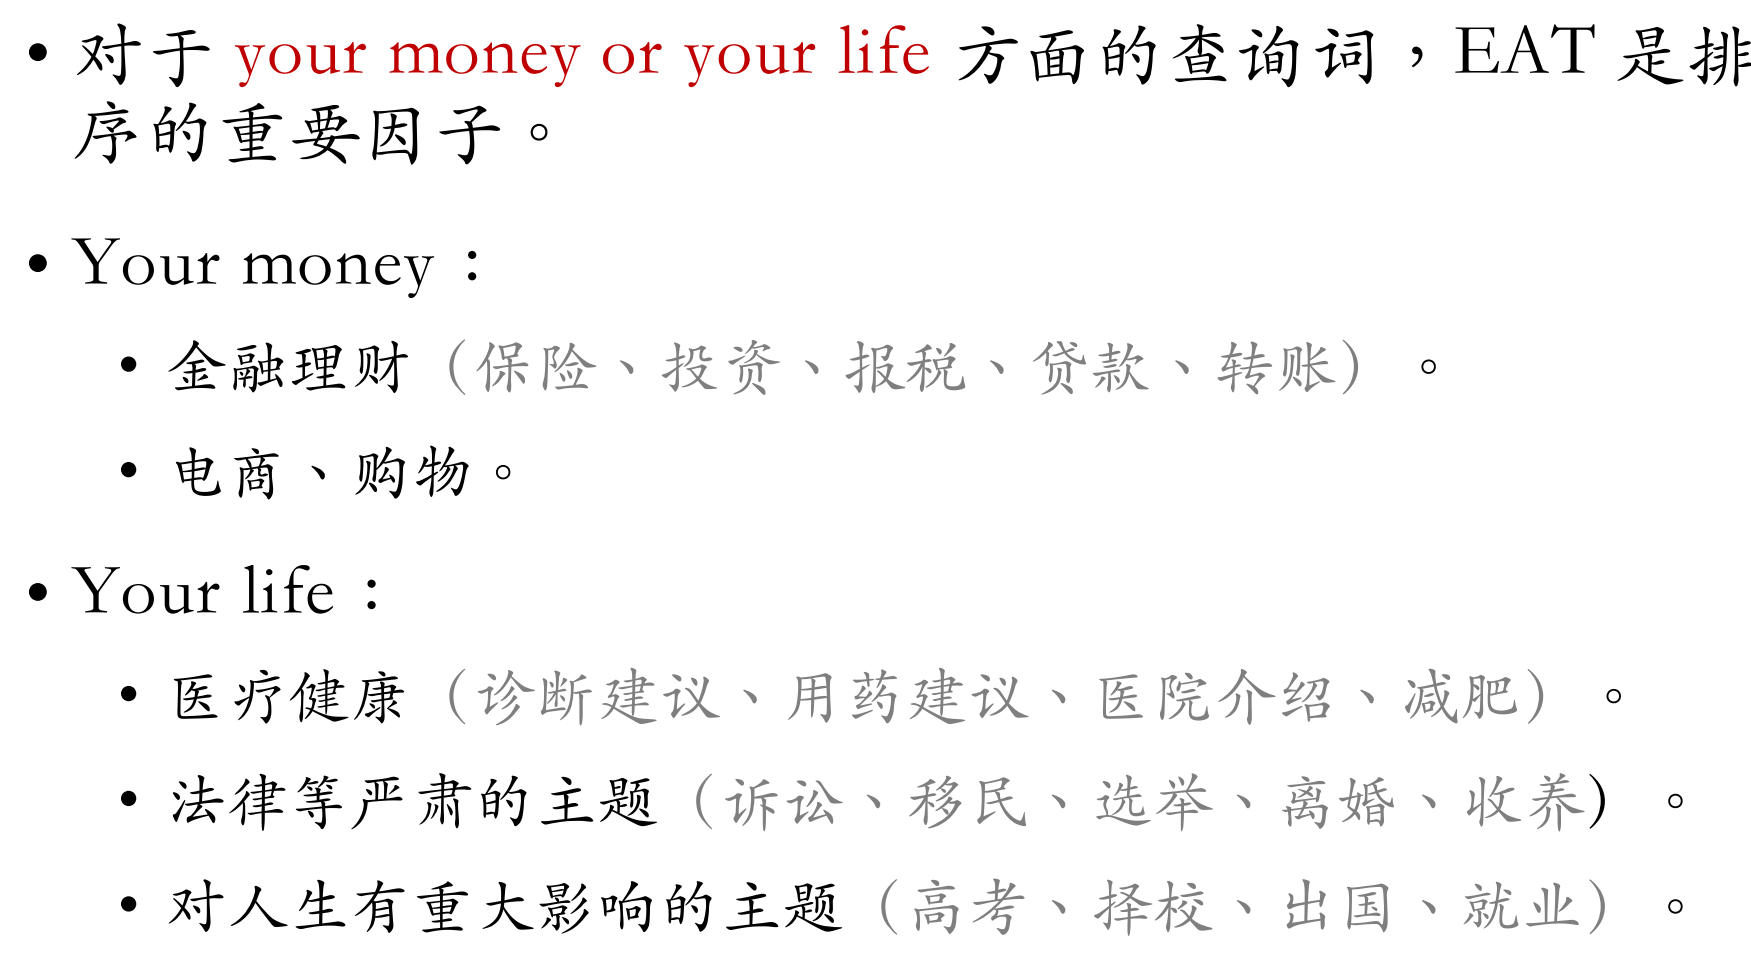 • 对于 your money or your life 方面的查询词，EAT 是排
序的重要因子。
• Your money：
• 金融理财（保险、投资、报税、贷款、转账）。
• 电商、购物。
• Your life：
• 医疗健康（诊断建议、用药建议、医院介绍、减肥）。
• 法律等严肃的主题（诉讼、移民、选举、离婚、收养）。
• 对人生有重大影响的主题（高考、择校、出国、就业）。